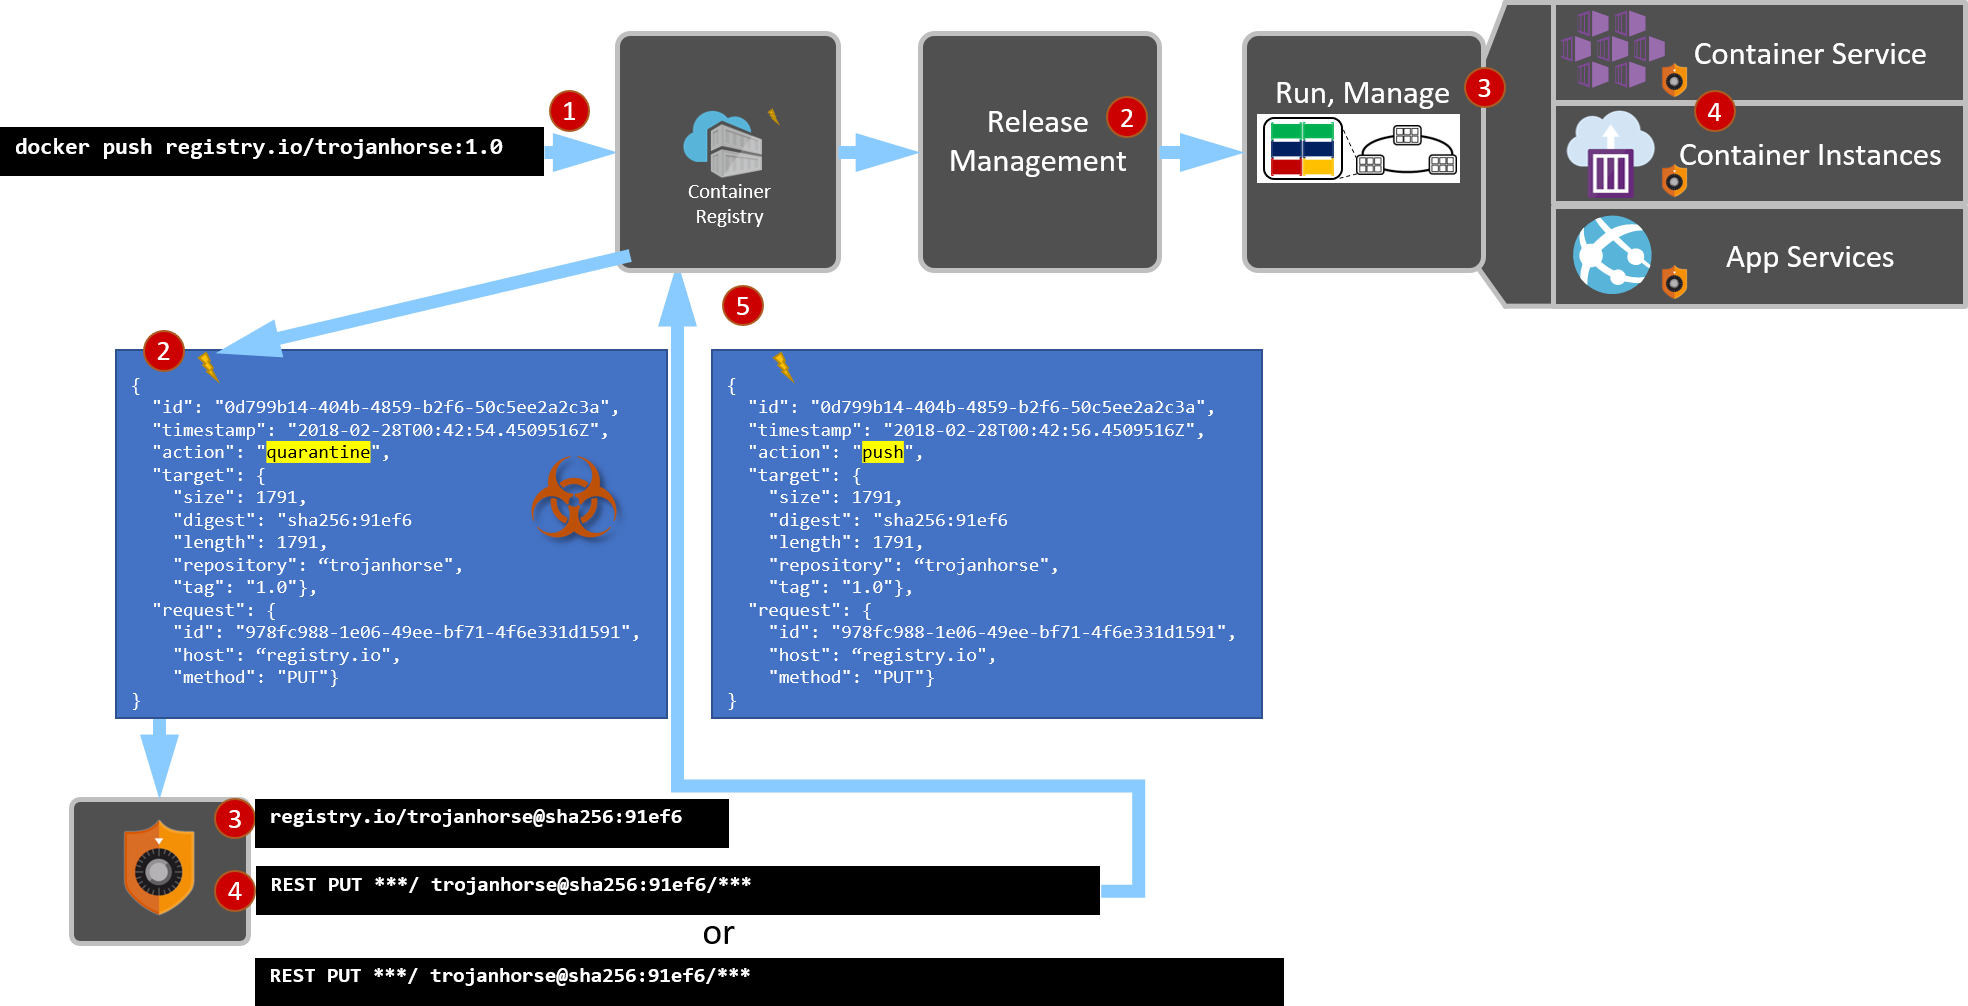 1
docker push registry.io/trojanhorse:1.0
Container
Registry
Release
Management
2
Run, Manage
3
Container Service
4
Container Instances
App Services
2
{
"id": "0d799b14-404b-4859-b2f6-50c5ee2a2c3a",
"timestamp": "2018-02-28T00:42:54.4509516Z",
"action": "quarantine",
"target": {
"size": 1791,
"digest": "sha256:91ef6
"length": 1791,
"repository": “trojanhorse",
"tag": "1.0"},
"request": {
"id": "978fc988-1e06-49ee-bf71-4f6e331d1591",
"host": “registry.io",
"method": "PUT"}
}
5
{
"id": "0d799b14-404b-4859-b2f6-50c5ee2a2c3a",
"timestamp": "2018-02-28T00:42:56.4509516Z",
"action": "push",
"target": {
"size": 1791,
"digest": "sha256:91ef6
"length": 1791,
"repository": “trojanhorse",
"tag": "1.0"},
"request": {
"id": "978fc988-1e06-49ee-bf71-4f6e331d1591",
"host": “registry.io",
"method": "PUT"}
}
3
registry.io/trojanhorse@sha256:91ef6
4
REST PUT ***/ trojanhorse@sha256:91ef6/***
or
REST PUT ***/ trojanhorse@sha256:91ef6/***